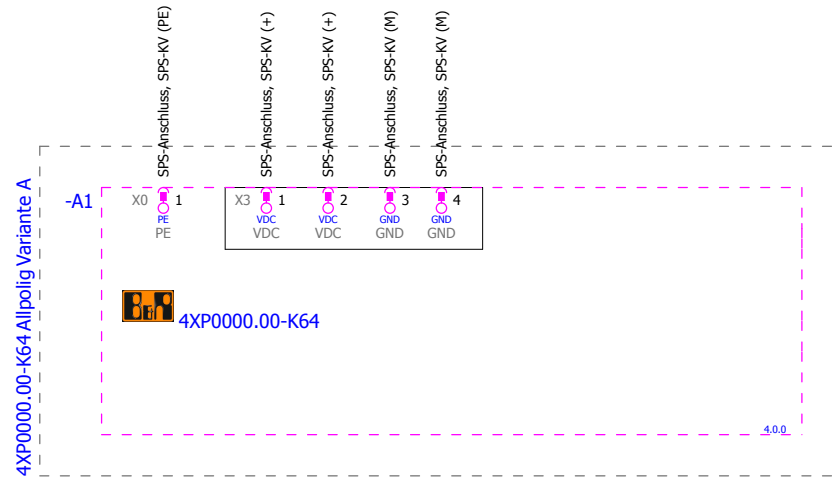 SPS-Anschluss, SPS-KV (PE)
SPS-Anschluss, SPS-KV (+)
SPS-Anschluss, SPS-KV (+)
SPS-Anschluss, SPS-KV (M)
SPS-Anschluss, SPS-KV (M)
4XP0000.00-K64 Allpolig Variante A
-A1
X0 1 X3 1 2 3 4
PE VDC VDC GND GND
PE VDC VDC GND GND
B&R 4XP0000.00-K64
4.0.0